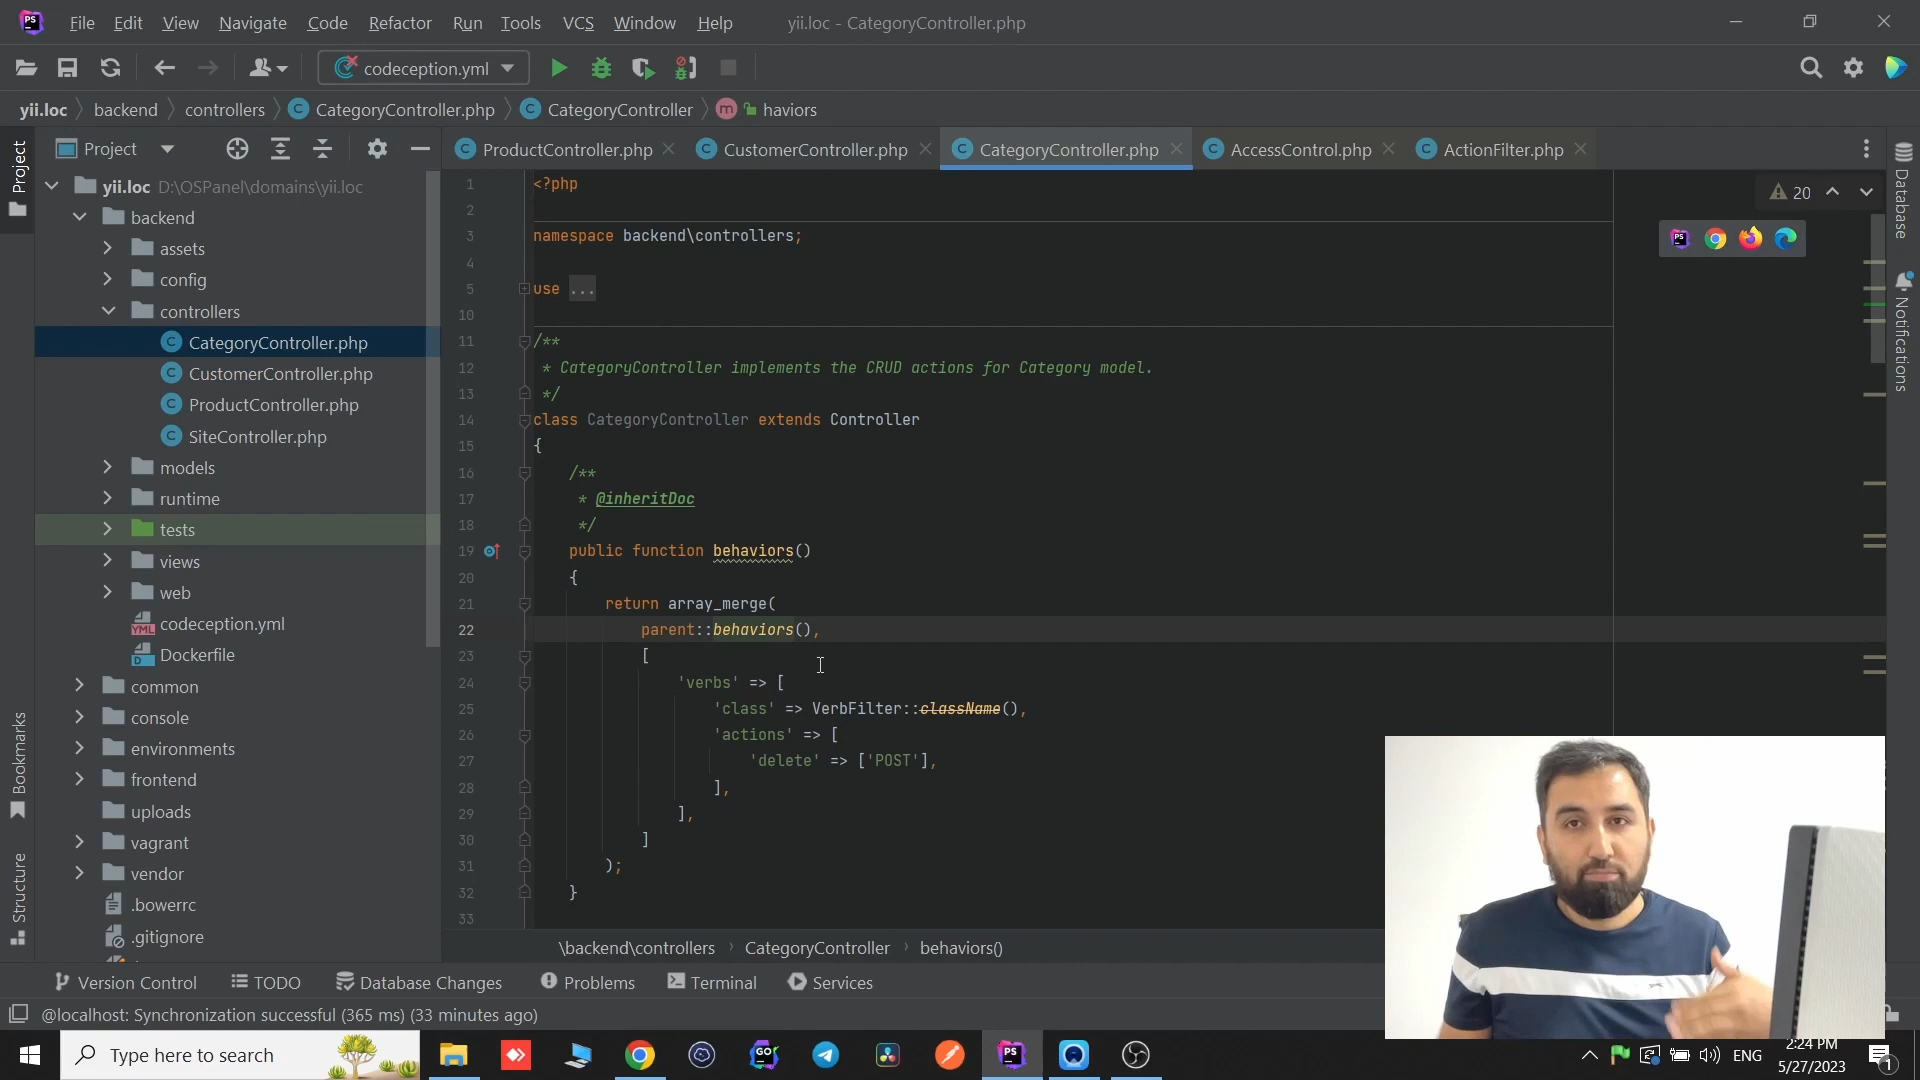 File Edit View Navigate Code Refactor Run Tools VCS Window Help yii.loc - CategoryController.php
codeception.yml
yii.loc backend controllers CategoryController.php CategoryController haviors
Project
yii.loc D:\OSPanel\domains\yii.loc
backend
assets
config
controllers
CategoryController.php
CustomerController.php
ProductController.php
SiteController.php
models
runtime
tests
views
web
codeception.yml
Dockerfile
common
console
environments
frontend
uploads
vagrant
vendor
.bowerrc
.gitignore
Project
Bookmarks
Structure
ProductController.php CustomerController.php CategoryController.php AccessControl.php ActionFilter.php
20
1 <?php
2
3 namespace backend\controllers;
4
5 use ...
10
11 /**
12 * CategoryController implements the CRUD actions for Category model.
13 */
14 class CategoryController extends Controller
15 {
16 /**
17 * @inheritDoc
18 */
19 public function behaviors()
20 {
21 return array_merge(
22 parent::behaviors(),
23 [
24 'verbs' => [
25 'class' => VerbFilter::className(),
26 'actions' => [
27 'delete' => ['POST'],
28 ],
29 ],
30 ]
31 );
32 }
33
\backend\controllers CategoryController behaviors()
Database
Notifications
Version Control TODO Database Changes Problems Terminal Services
@localhost: Synchronization successful (365 ms) (33 minutes ago)
Type here to search
ENG
2:24 PM
5/27/2023
1